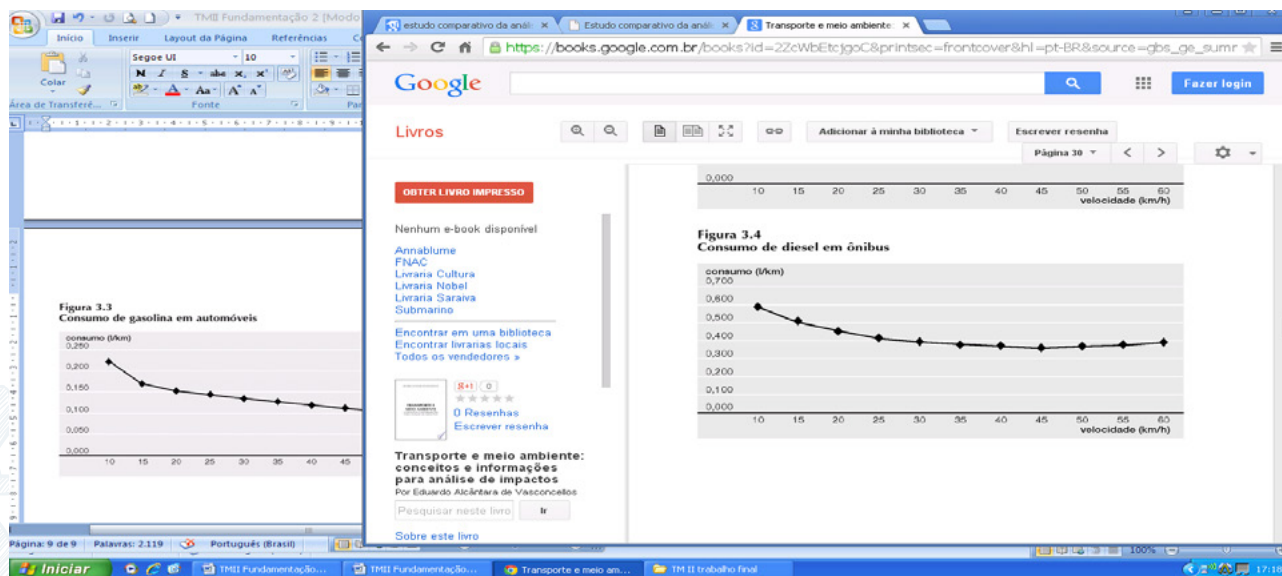 TMII Fundamentação 2 [Modo
Início Inserir Layout da Página Referências
Colar
Segoe UI 10
N I S abc x, x²
Aa A A
Área de Transferê... Fonte
Figura 3.3
Consumo de gasolina em automóveis
consumo (l/km)
0,250
0,200
0,150
0,100
0,050
0,000
10 15 20 25 30 35 40 45
Página: 9 de 9 Palavras: 2.119 Português (Brasil)
100%
estudo comparativo da anál Estudo comparativo da anál Transporte e meio ambiente:
https://books.google.com.br/books?id=2ZcWbEtcjgoC&printsec=frontcover&hl=pt-BR&source=gbs_ge_sumr
Google
Fazer login
Livros
Adicionar à minha biblioteca Escrever resenha
Página 30
OBTER LIVRO IMPRESSO
Nenhum e-book disponível
Annablume
FNAC
Livraria Cultura
Livraria Nobel
Livraria Saraiva
Submarino
Encontrar em uma biblioteca
Encontrar livrarias locais
Todos os vendedores »
g+1 0
0 Resenhas
Escrever resenha
Transporte e meio ambiente:
conceitos e informações
para análise de impactos
Por Eduardo Alcântara de Vasconcellos
Pesquisar neste livro Ir
Sobre este livro
0,000
10 15 20 25 30 35 40 45 50 55 60
velocidade (km/h)
Figura 3.4
Consumo de diesel em ônibus
consumo (l/km)
0,700
0,600
0,500
0,400
0,300
0,200
0,100
0,000
10 15 20 25 30 35 40 45 50 55 60
velocidade (km/h)
Iniciar TMII Fundamentação... TMII Fundamentação... Transporte e meio am... TM II trabalho final 17:18